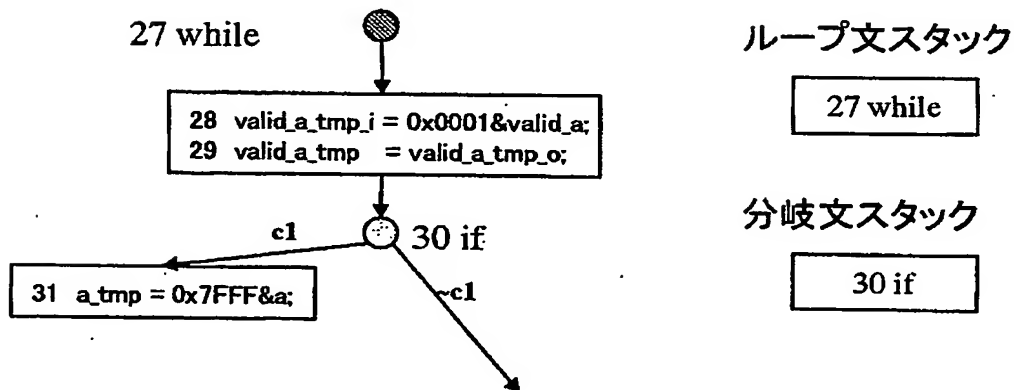 27 while
28 valid_a_tmp_i = 0x0001&valid_a;
29 valid_a_tmp = valid_a_tmp_o;
c1
30 if
31 a_tmp = 0x7FFF&a;
~c1
ループ文スタック
27 while
分岐文スタック
30 if